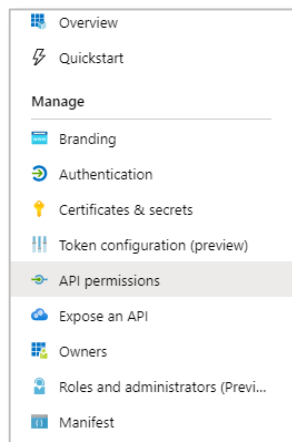 Overview
Quickstart
Manage
Branding
Authentication
Certificates & secrets
Token configuration (preview)
API permissions
Expose an API
Owners
Roles and administrators (Previ...
Manifest